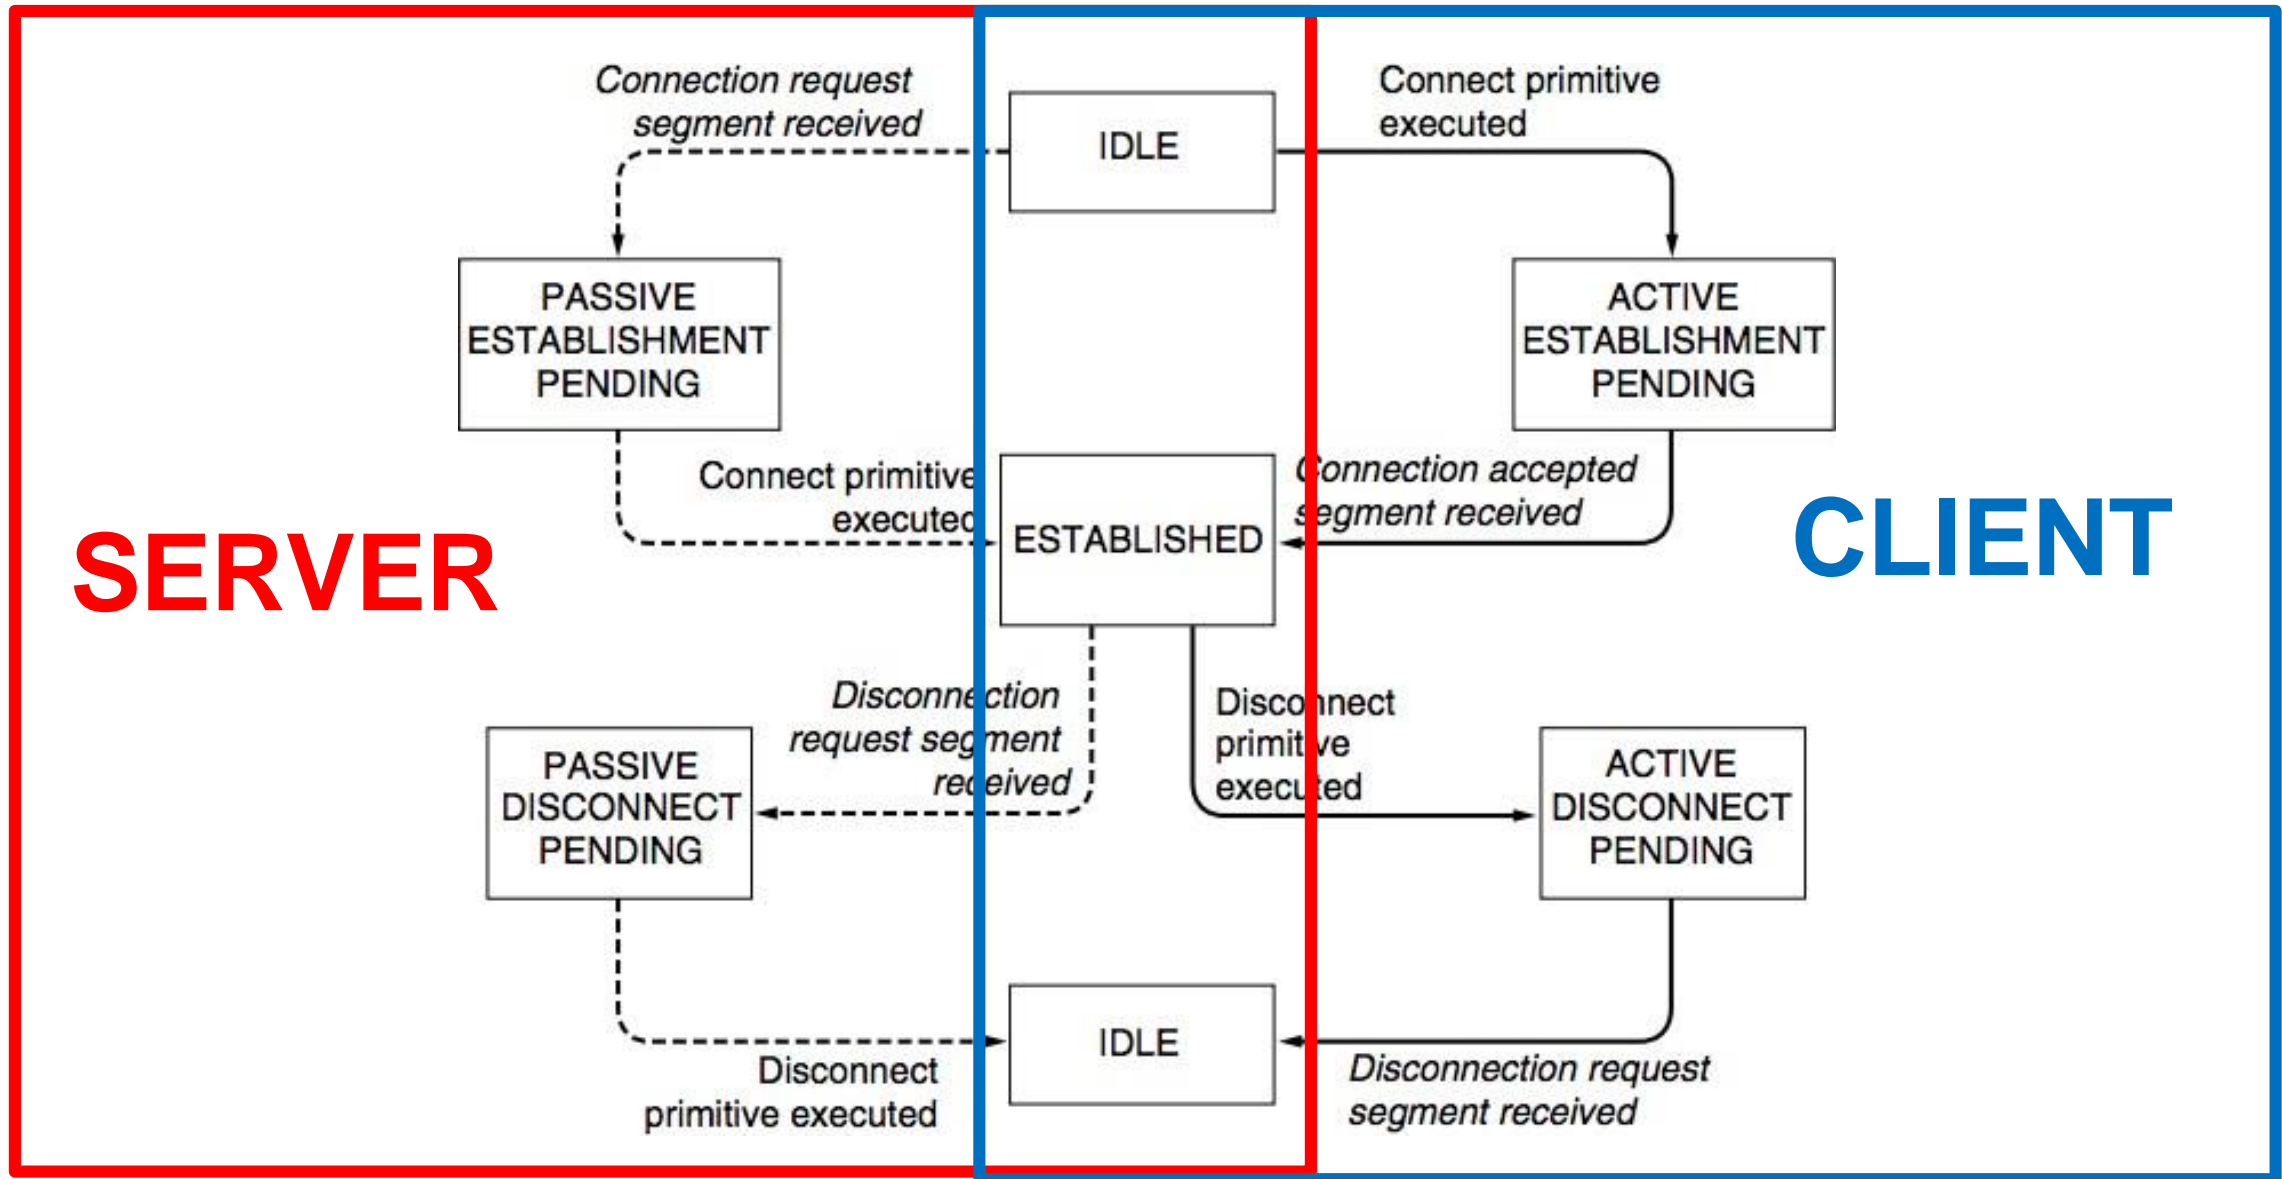 Connection request
segment received
IDLE
Connect primitive
executed
PASSIVE
ESTABLISHMENT
PENDING
ACTIVE
ESTABLISHMENT
PENDING
Connect primitive
executed
ESTABLISHED
Connection accepted
segment received
SERVER
CLIENT
Disconnection
request segment
received
Disconnect
primitive
executed
PASSIVE
DISCONNECT
PENDING
ACTIVE
DISCONNECT
PENDING
Disconnect
primitive executed
IDLE
Disconnection request
segment received